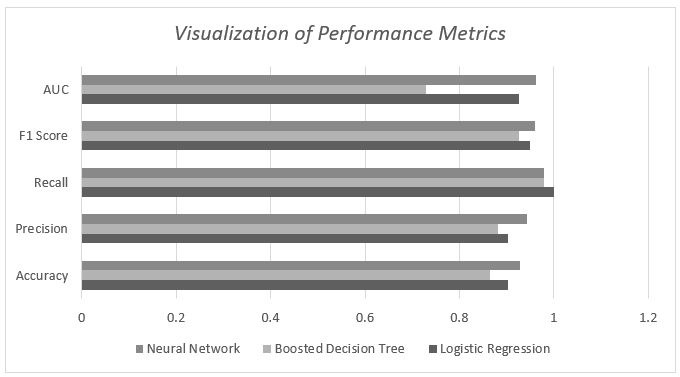 Visualization of Performance Metrics
AUC
F1 Score
Recall
Precision
Accuracy
0 0.2 0.4 0.6 0.8 1 1.2
Neural Network Boosted Decision Tree Logistic Regression